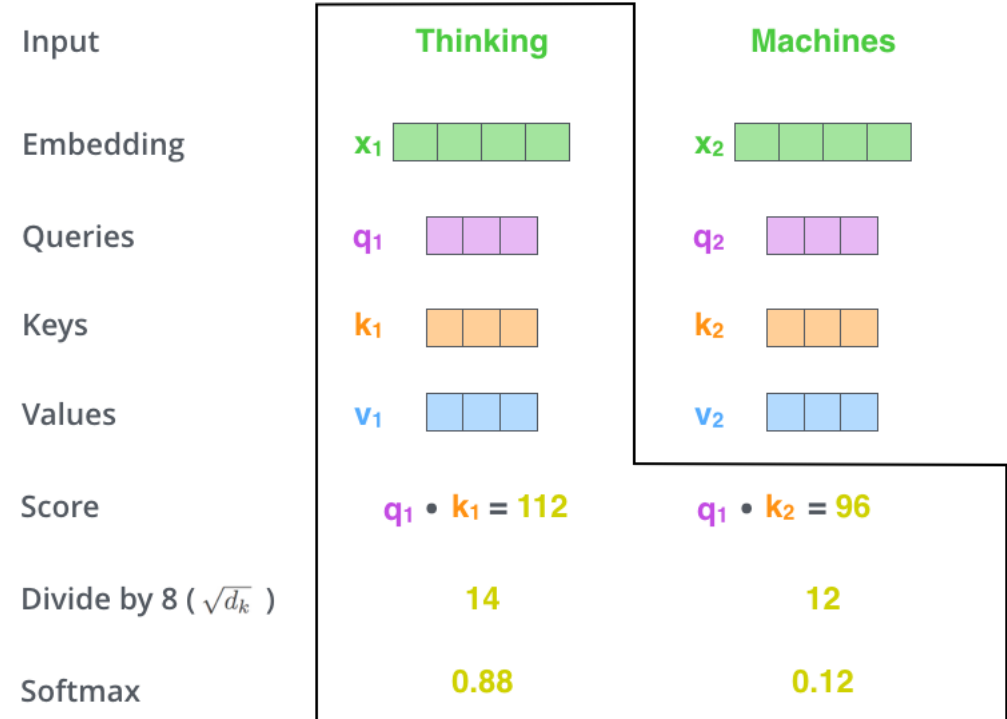 Input Thinking Machines
Embedding x₁ x₂
Queries q₁ q₂
Keys k₁ k₂
Values v₁ v₂
Score q₁ • k₁ = 112 q₁ • k₂ = 96
Divide by 8 ( √dₖ ) 14 12
Softmax 0.88 0.12